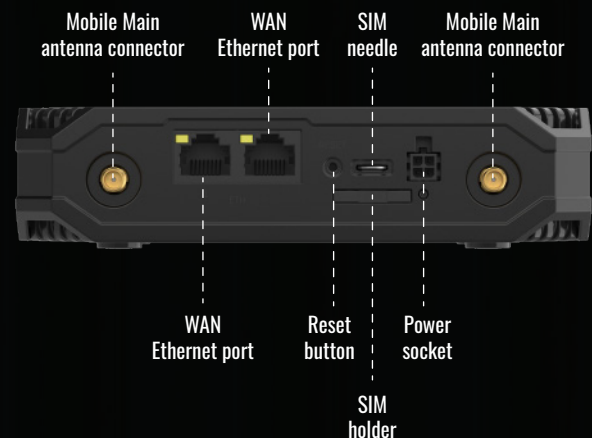 Mobile Main
antenna connector
WAN
Ethernet port
SIM
needle
Mobile Main
antenna connector
WAN
Ethernet port
Reset
button
Power
socket
SIM
holder